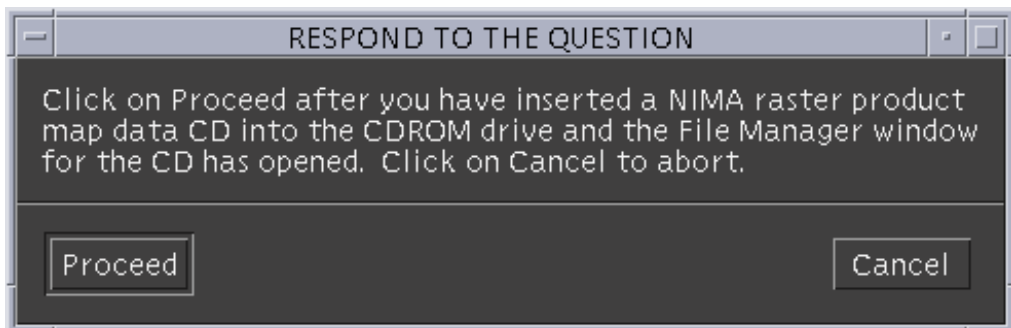 RESPOND TO THE QUESTION
Click on Proceed after you have inserted a NIMA raster product
map data CD into the CDROM drive and the File Manager window
for the CD has opened.  Click on Cancel to abort.
Proceed
Cancel